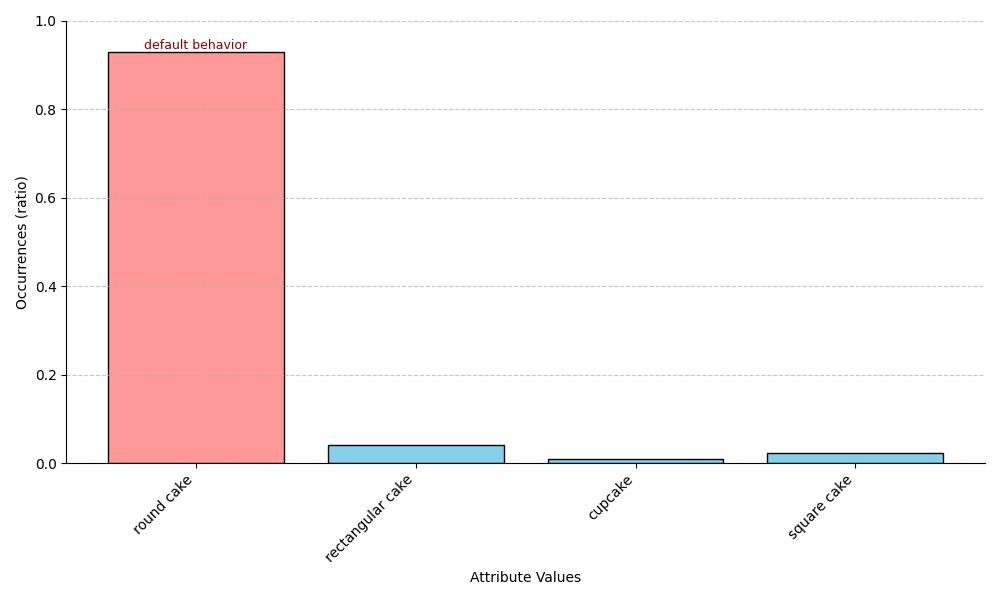 1.0
default behavior
0.8
0.6
0.4
0.2
0.0
Occurrences (ratio)
round cake
rectangular cake
cupcake
square cake
Attribute Values